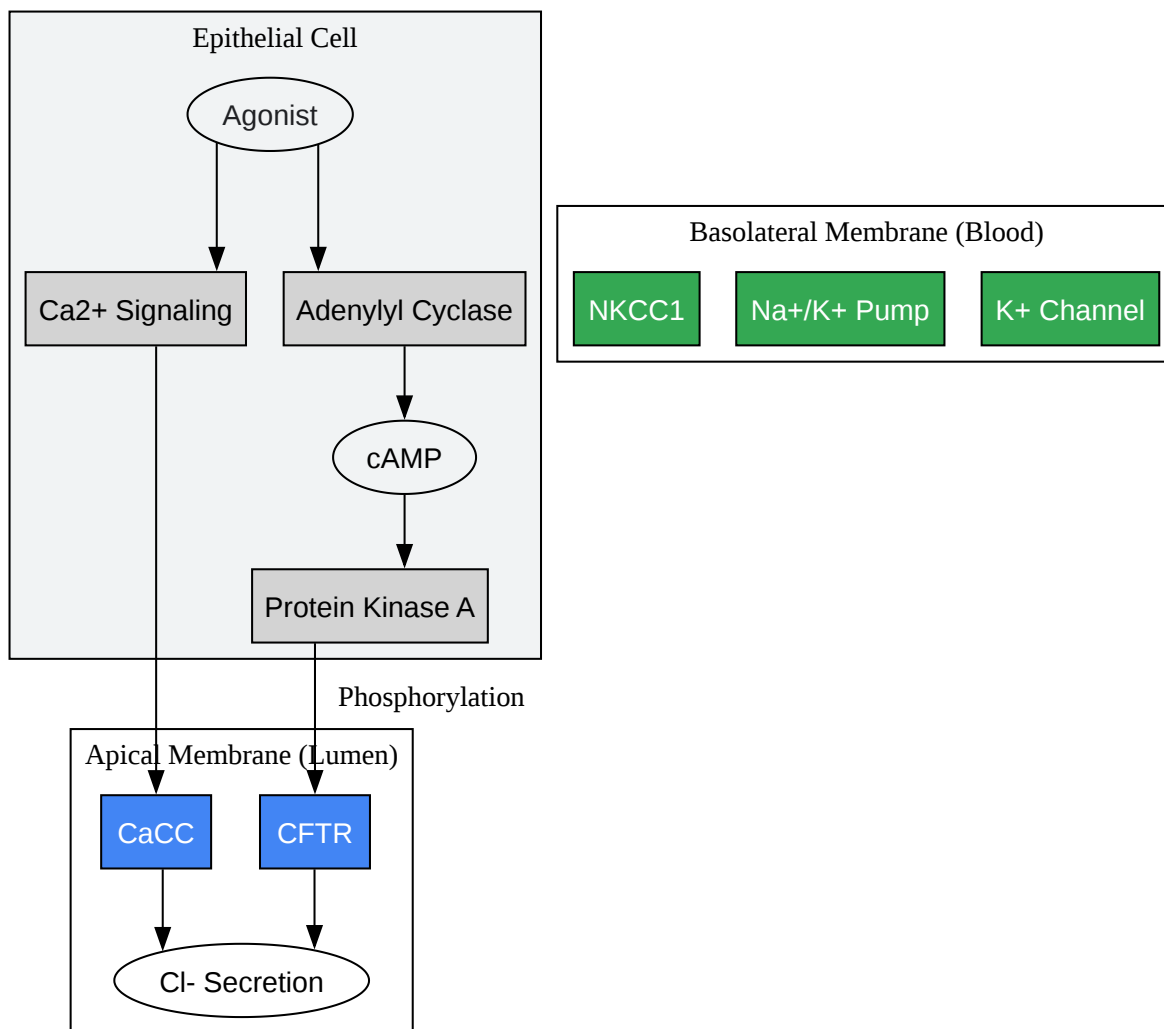 Epithelial Cell
Agonist
Basolateral Membrane (Blood)
Ca2+ Signaling
Adenylyl Cyclase
NKCC1
Na+/K+ Pump
K+ Channel
cAMP
Protein Kinase A
Phosphorylation
Apical Membrane (Lumen)
CaCC
CFTR
Cl- Secretion